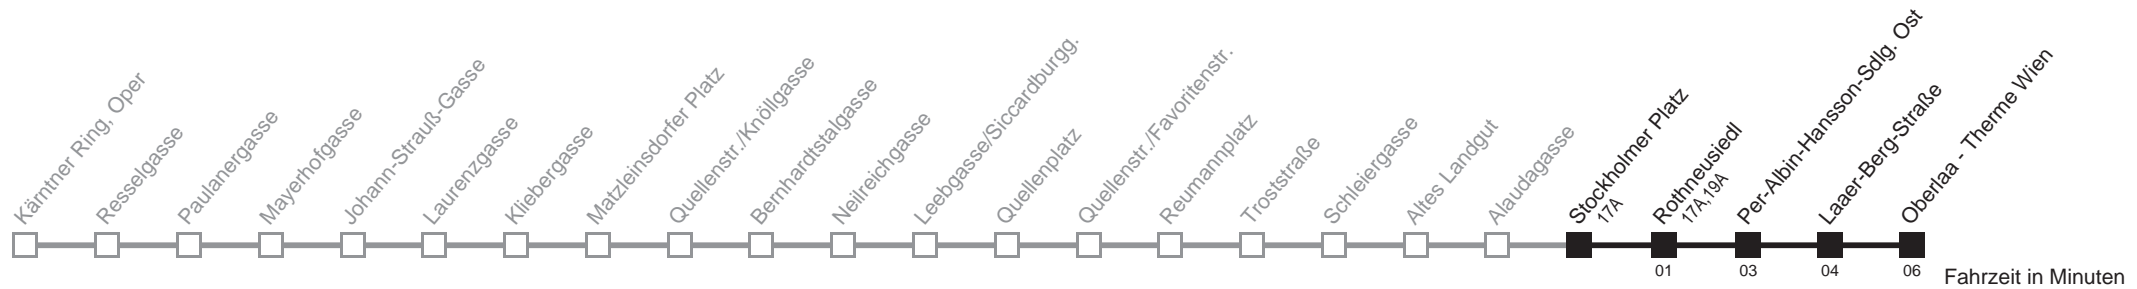 Kärntner Ring, Oper
Resselgasse
Paulanergasse
Mayerhofgasse
Johann-Strauß-Gasse
Laurenzgasse
Kliebergasse
Matzleinsdorfer Platz
Quellenstr./Knöllgasse
Bernhardtstalgasse
Neilreichgasse
Leebgasse/Siccardburgg.
Quellenplatz
Quellenstr./Favoritenstr.
Reumannplatz
Troststraße
Schleiergasse
Altes Landgut
Alaudagasse
Stockholmer Platz
17A
Rothneusiedl
17A,19A
Per-Albin-Hansson-Sdlg. Ost
Laaer-Berg-Straße
Oberlaa - Therme Wien
01
03
04
06
Fahrzeit in Minuten